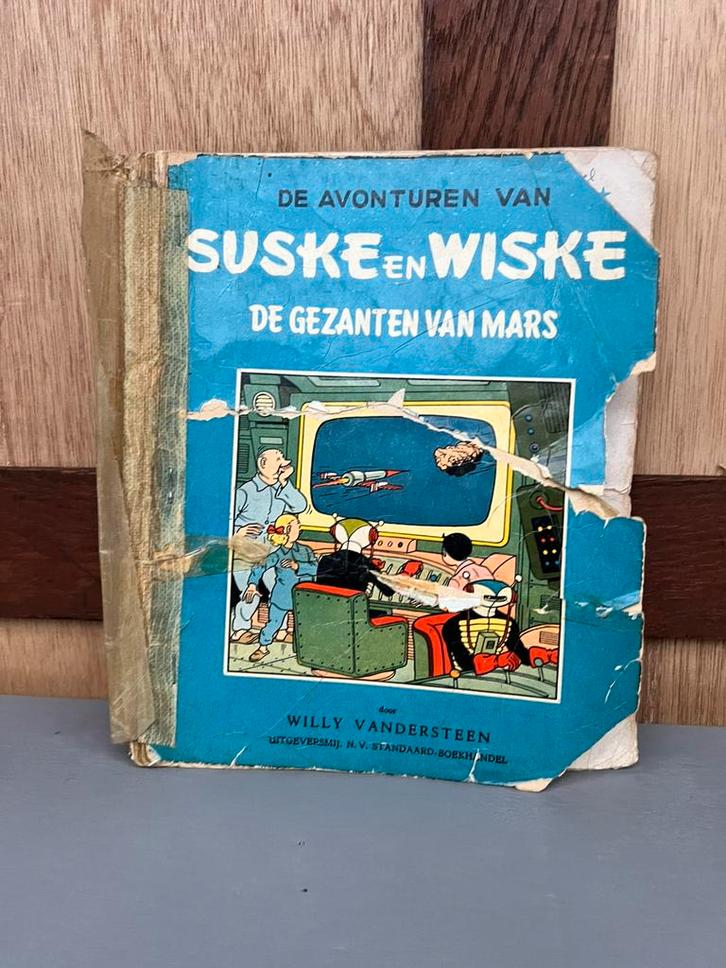 DE AVONTUREN VAN
SUSKE EN WISKE
DE GEZANTEN VAN MARS
door
WILLY VANDERSTEEN
UITGEVERSMIJ. N.V. STANDAARD-BOEKHANDEL